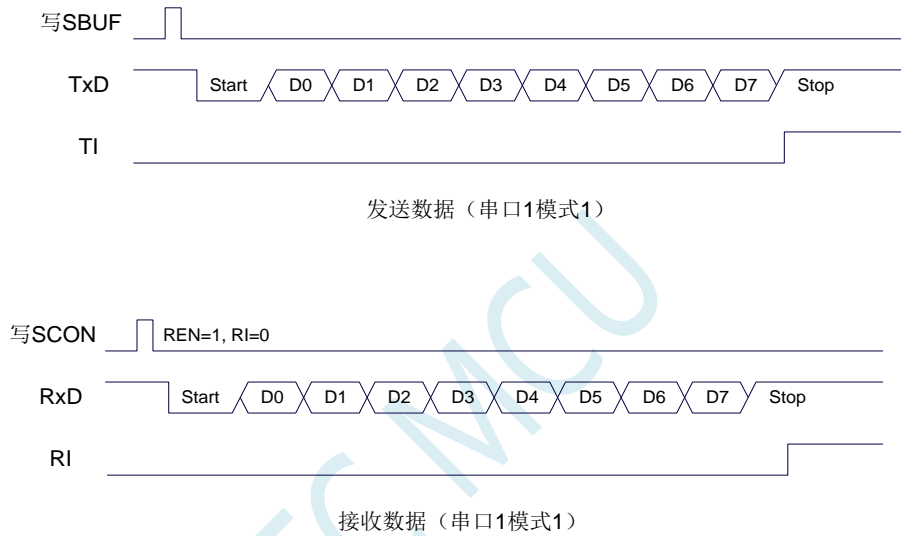 写SBUF
TxD Start D0 D1 D2 D3 D4 D5 D6 D7 Stop
TI
发送数据（串口1模式1）
写SCON REN=1, RI=0
RxD Start D0 D1 D2 D3 D4 D5 D6 D7 Stop
RI
接收数据（串口1模式1）
MCU